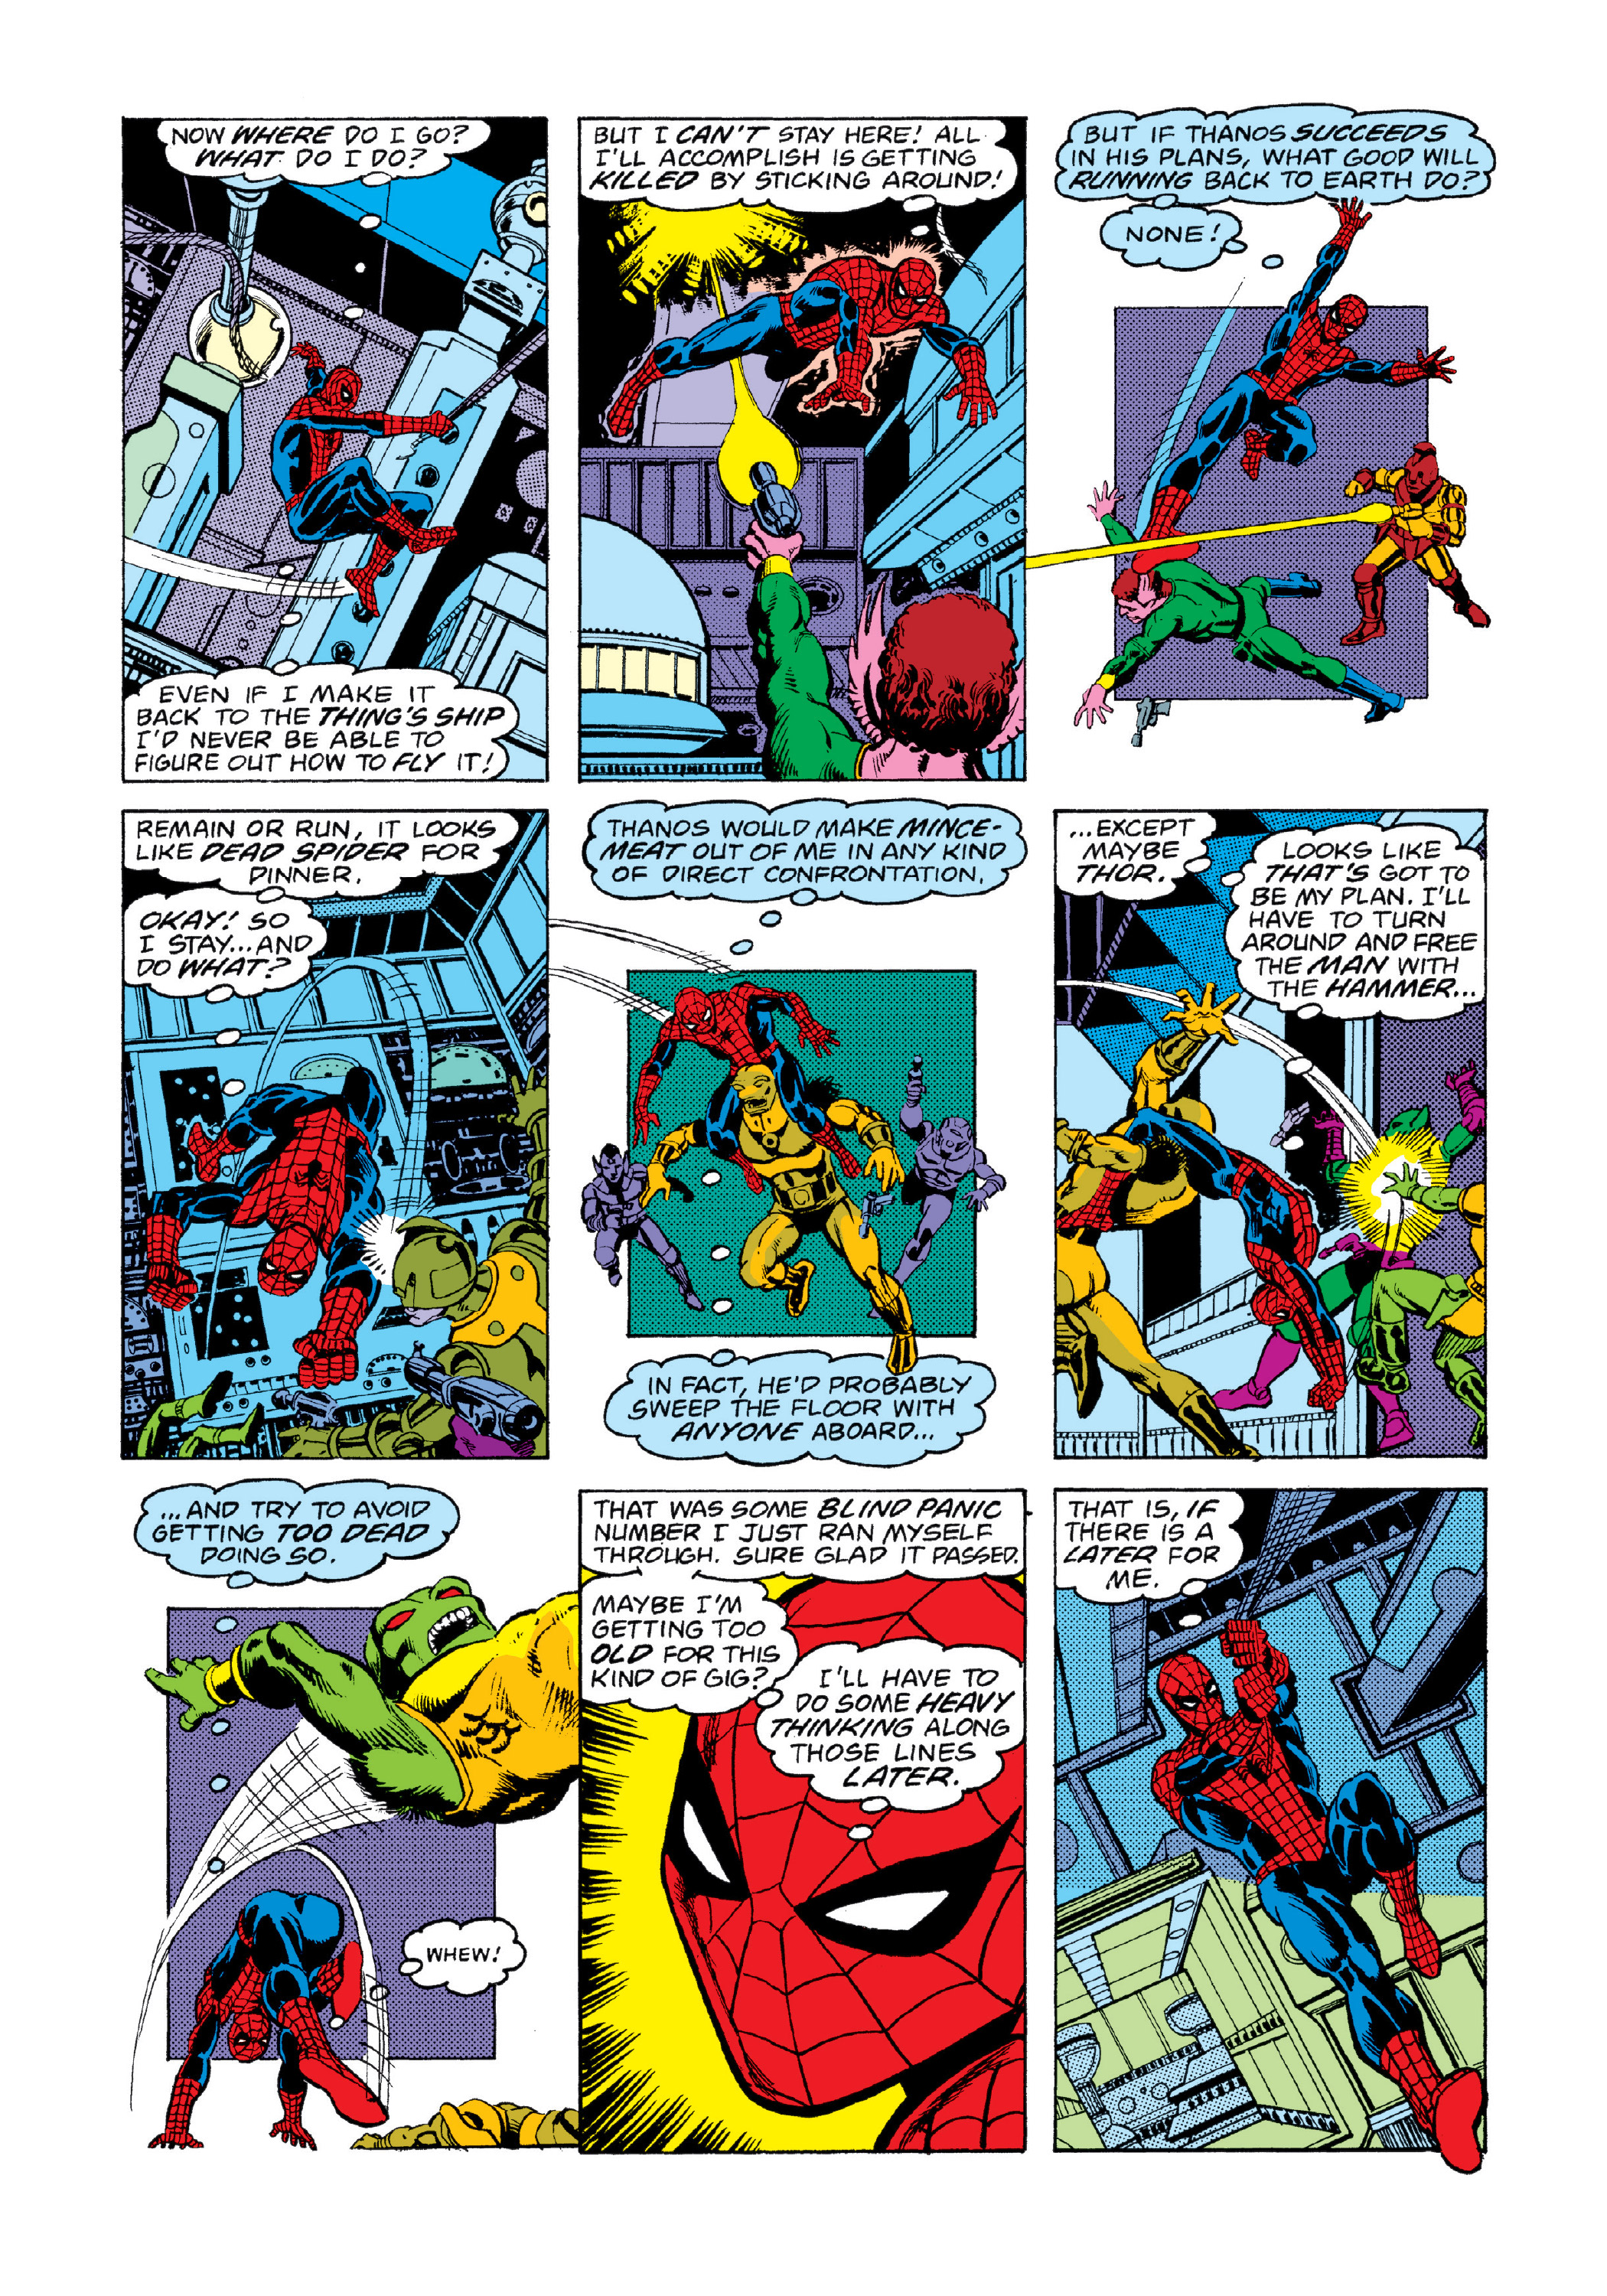 NOW WHERE DO I GO?
WHAT DO I DO?
EVEN IF I MAKE IT
BACK TO THE THING'S SHIP
I'D NEVER BE ABLE TO
FIGURE OUT HOW TO FLY IT!
BUT I CAN'T STAY HERE! ALL
I'LL ACCOMPLISH IS GETTING
KILLED BY STICKING AROUND!
BUT IF THANOS SUCCEEDS
IN HIS PLANS, WHAT GOOD WILL
RUNNING BACK TO EARTH DO?
NONE!
REMAIN OR RUN, IT LOOKS
LIKE DEAD SPIDER FOR
DINNER.
OKAY! SO
I STAY...AND
DO WHAT?
THANOS WOULD MAKE MINCE-
MEAT OUT OF ME IN ANY KIND
OF DIRECT CONFRONTATION.
IN FACT, HE'D PROBABLY
SWEEP THE FLOOR WITH
ANYONE ABOARD...
...EXCEPT
MAYBE
THOR.
LOOKS LIKE
THAT'S GOT TO
BE MY PLAN. I'LL
HAVE TO TURN
AROUND AND FREE
THE MAN WITH
THE HAMMER...
...AND TRY TO AVOID
GETTING TOO DEAD
DOING SO.
WHEW!
THAT WAS SOME BLIND PANIC
NUMBER I JUST RAN MYSELF
THROUGH. SURE GLAD IT PASSED.
MAYBE I'M
GETTING TOO
OLD FOR THIS
KIND OF GIG?
I'LL HAVE TO
DO SOME HEAVY
THINKING ALONG
THOSE LINES
LATER.
THAT IS, IF
THERE IS A
LATER FOR
ME.